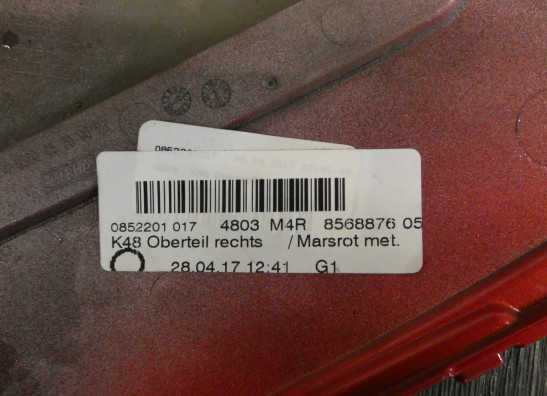 0852201 017 4803 M4R 8568876 05
K48 Oberteil rechts / Marsrot met.
28.04.17 12:41 G1